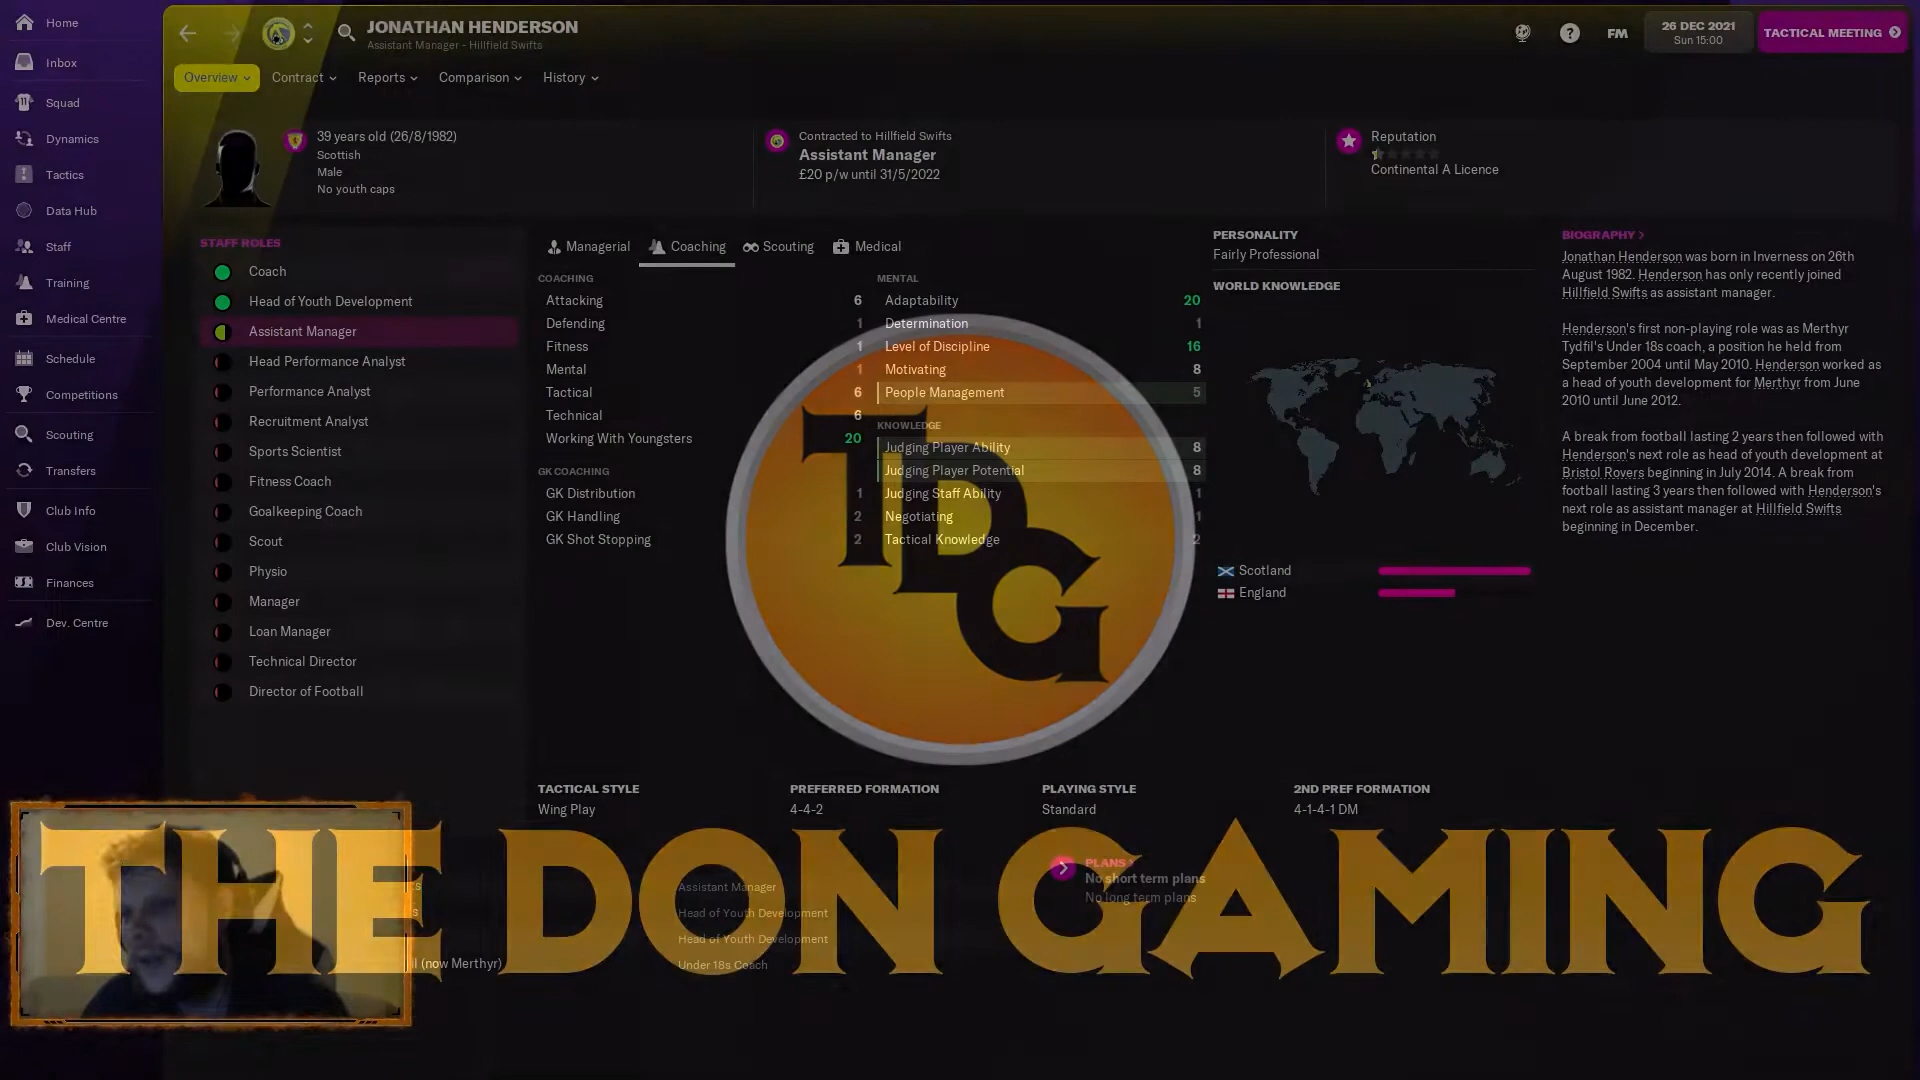 Home
Inbox
Squad
Dynamics
Tactics
Data Hub
Staff
Training
Medical Centre
Schedule
Competitions
Scouting
Transfers
Club Info
Club Vision
Finances
Dev. Centre
JONATHAN HENDERSON
Assistant Manager - Hillfield Swifts
FM
26 DEC 2021
Sun 15:00
TACTICAL MEETING
Overview
Contract
Reports
Comparison
History
39 years old (26/8/1982)
Scottish
Male
No youth caps
Contracted to Hillfield Swifts
Assistant Manager
£20 p/w until 31/5/2022
Reputation
Continental A Licence
STAFF ROLES
Coach
Head of Youth Development
Assistant Manager
Head Performance Analyst
Performance Analyst
Recruitment Analyst
Sports Scientist
Fitness Coach
Goalkeeping Coach
Scout
Physio
Manager
Loan Manager
Technical Director
Director of Football
Managerial
Coaching
Scouting
Medical
COACHING
Attacking 6
Defending 1
Fitness 1
Mental 1
Tactical 6
Technical 6
Working With Youngsters 20
GK COACHING
GK Distribution 1
GK Handling 2
GK Shot Stopping 2
MENTAL
Adaptability 20
Determination 1
Level of Discipline 16
Motivating 8
People Management 5
KNOWLEDGE
Judging Player Ability 8
Judging Player Potential 8
Judging Staff Ability 1
Negotiating 1
Tactical Knowledge 2
TDG
PERSONALITY
Fairly Professional
WORLD KNOWLEDGE
Scotland
England
BIOGRAPHY >
Jonathan Henderson was born in Inverness on 26th
August 1982. Henderson has only recently joined
Hillfield Swifts as assistant manager.
Henderson's first non-playing role was as Merthyr
Tydfil's Under 18s coach, a position he held from
September 2004 until May 2010. Henderson worked as
a head of youth development for Merthyr from June
2010 until June 2012.
A break from football lasting 2 years then followed with
Henderson's next role as head of youth development at
Bristol Rovers beginning in July 2014. A break from
football lasting 3 years then followed with Henderson's
next role as assistant manager at Hillfield Swifts
beginning in December.
TACTICAL STYLE
Wing Play
PREFERRED FORMATION
4-4-2
PLAYING STYLE
Standard
2ND PREF FORMATION
4-1-4-1 DM
PLANS
No short term plans
No long term plans
Assistant Manager
Head of Youth Development
Head of Youth Development
(now Merthyr)
Under 18s Coach
THE DON GAMING